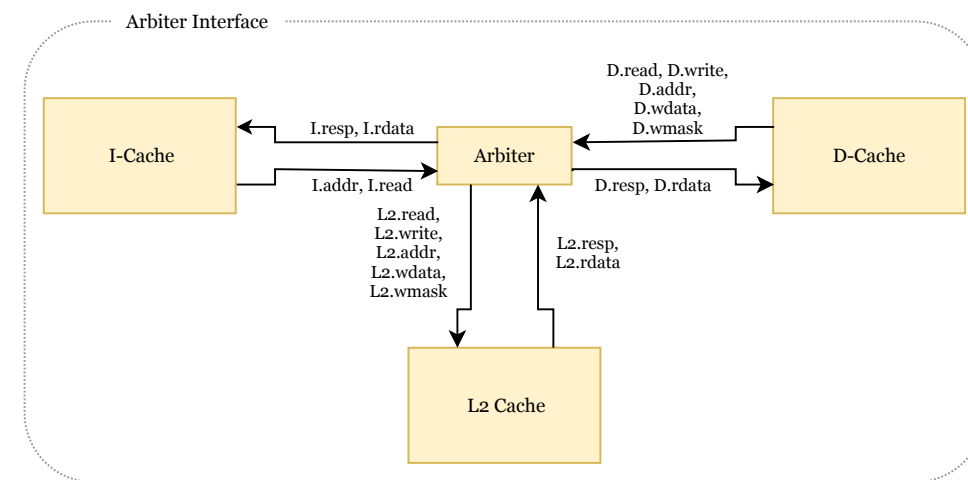 Arbiter Interface
D.read, D.write,
D.addr,
D.wdata,
D.wmask
I.resp, I.rdata
I-Cache
Arbiter
D-Cache
I.addr, I.read
D.resp, D.rdata
L2.read,
L2.write,
L2.addr,
L2.wdata,
L2.wmask
L2.resp,
L2.rdata
L2 Cache